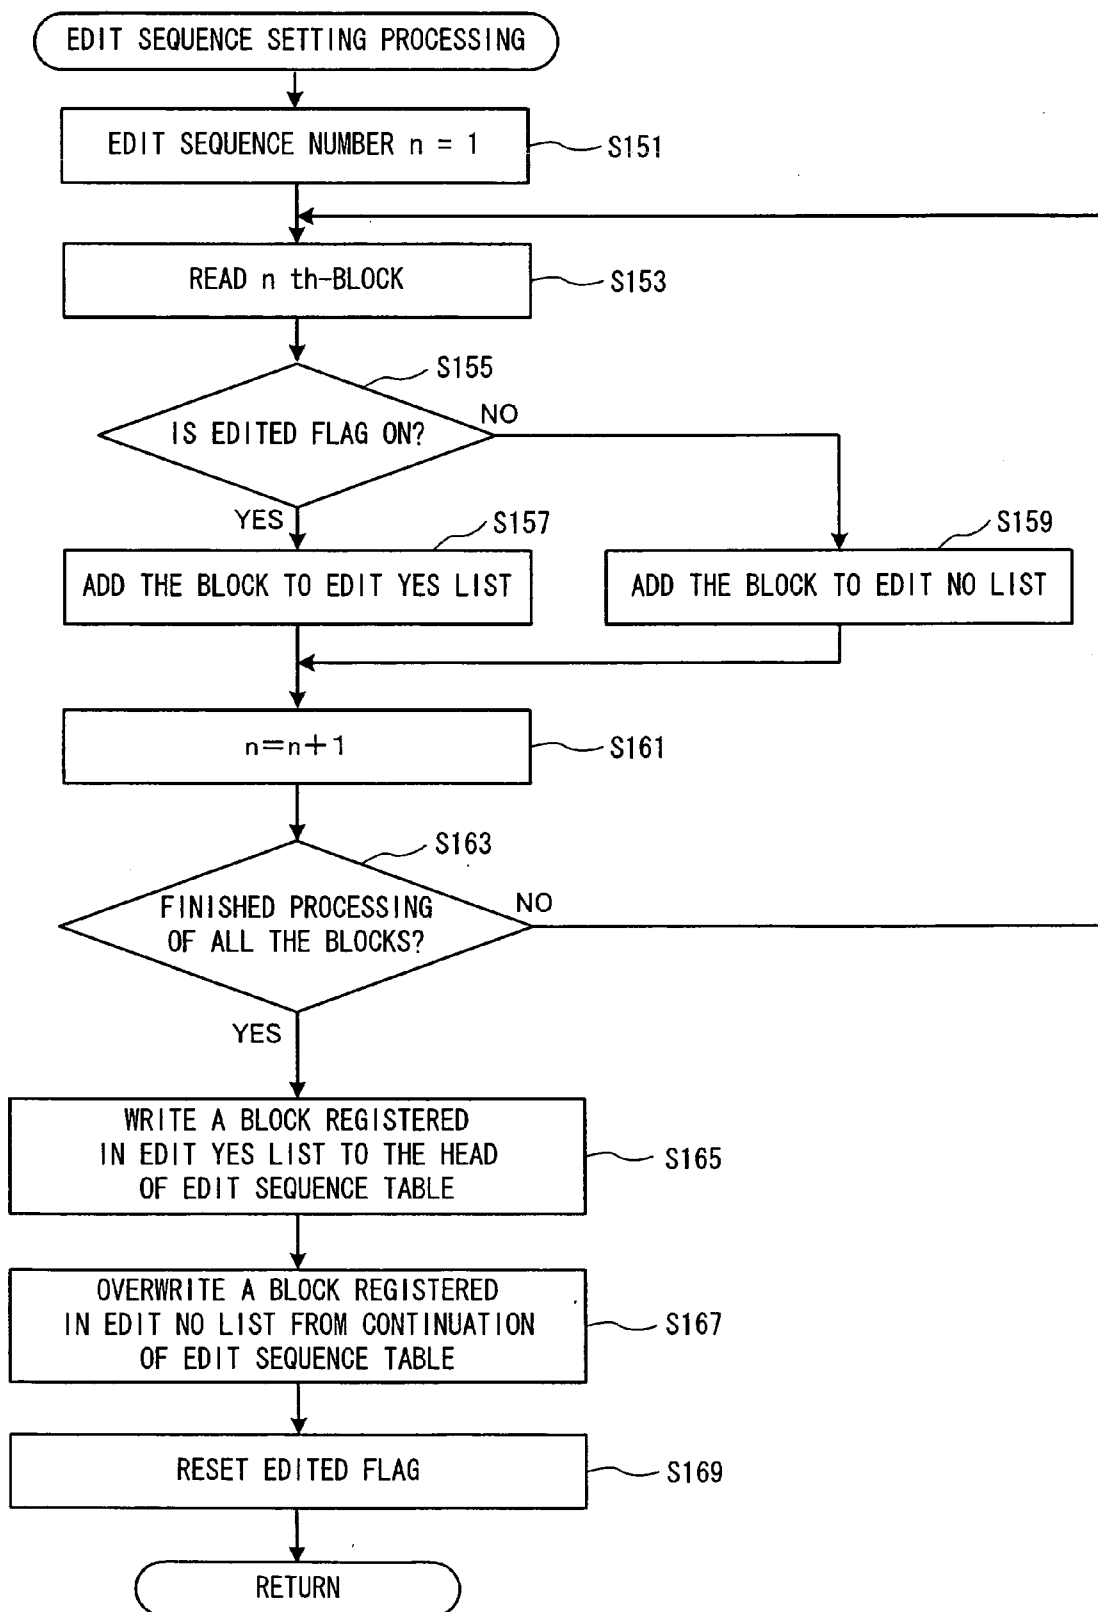 EDIT SEQUENCE SETTING PROCESSING
EDIT SEQUENCE NUMBER n = 1
S151
READ n th-BLOCK
S153
S155
IS EDITED FLAG ON?
NO
YES
S157
S159
ADD THE BLOCK TO EDIT YES LIST
ADD THE BLOCK TO EDIT NO LIST
n=n+1
S161
S163
FINISHED PROCESSING
OF ALL THE BLOCKS?
NO
YES
WRITE A BLOCK REGISTERED
IN EDIT YES LIST TO THE HEAD
OF EDIT SEQUENCE TABLE
S165
OVERWRITE A BLOCK REGISTERED
IN EDIT NO LIST FROM CONTINUATION
OF EDIT SEQUENCE TABLE
S167
RESET EDITED FLAG
S169
RETURN